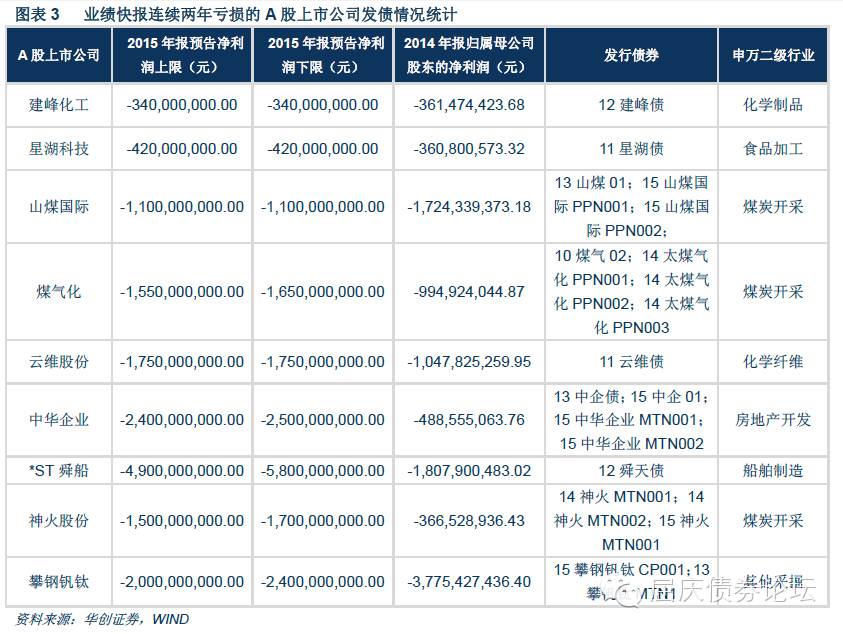 图表 3 业绩快报连续两年亏损的 A 股上市公司发债情况统计
A 股上市公司 2015 年报预告净利润上限（元） 2015 年报预告净利润下限（元） 2014 年报归属母公司股东的净利润（元） 发行债券 申万二级行业
建峰化工 -340,000,000.00 -340,000,000.00 -361,474,423.68 12 建峰债 化学制品
星湖科技 -420,000,000.00 -420,000,000.00 -360,800,573.32 11 星湖债 食品加工
山煤国际 -1,100,000,000.00 -1,100,000,000.00 -1,724,339,373.18 13 山煤 01；15 山煤国际 PPN001；15 山煤国际 PPN002； 煤炭开采
煤气化 -1,550,000,000.00 -1,650,000,000.00 -994,924,044.87 10 煤气 02；14 太煤气化 PPN001；14 太煤气化 PPN002；14 太煤气化 PPN003 煤炭开采
云维股份 -1,750,000,000.00 -1,750,000,000.00 -1,047,825,259.95 11 云维债 化学纤维
中华企业 -2,400,000,000.00 -2,500,000,000.00 -488,555,063.76 13 中企债；15 中企 01；15 中华企业 MTN001；15 中华企业 MTN002 房地产开发
*ST 舜船 -4,900,000,000.00 -5,800,000,000.00 -1,807,900,483.02 12 舜天债 船舶制造
神火股份 -1,500,000,000.00 -1,700,000,000.00 -366,528,936.43 14 神火 MTN001；14 神火 MTN002；15 神火 MTN001 煤炭开采
攀钢钒钛 -2,000,000,000.00 -2,400,000,000.00 -3,775,427,436.40 15 攀钢钒钛 CP001；13 攀 MTN1 其他采掘
屈庆债券论坛
资料来源：华创证券，WIND